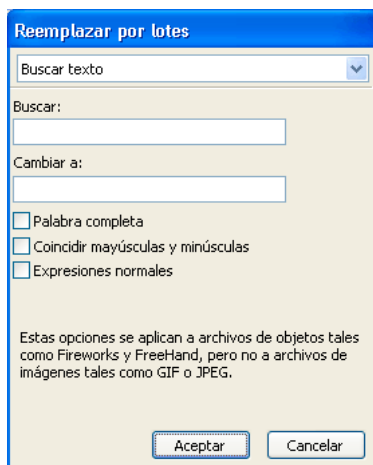 Reemplazar por lotes
Buscar texto
Buscar:
Cambiar a:
Palabra completa
Coincidir mayúsculas y minúsculas
Expresiones normales
Estas opciones se aplican a archivos de objetos tales
como Fireworks y FreeHand, pero no a archivos de
imágenes tales como GIF o JPEG.
Aceptar Cancelar